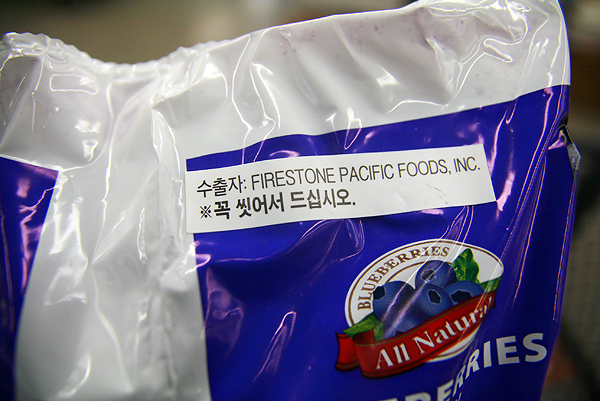 수출자: FIRESTONE PACIFIC FOODS, INC.
※꼭 씻어서 드십시오.
BLUEBERRIES
All Natural